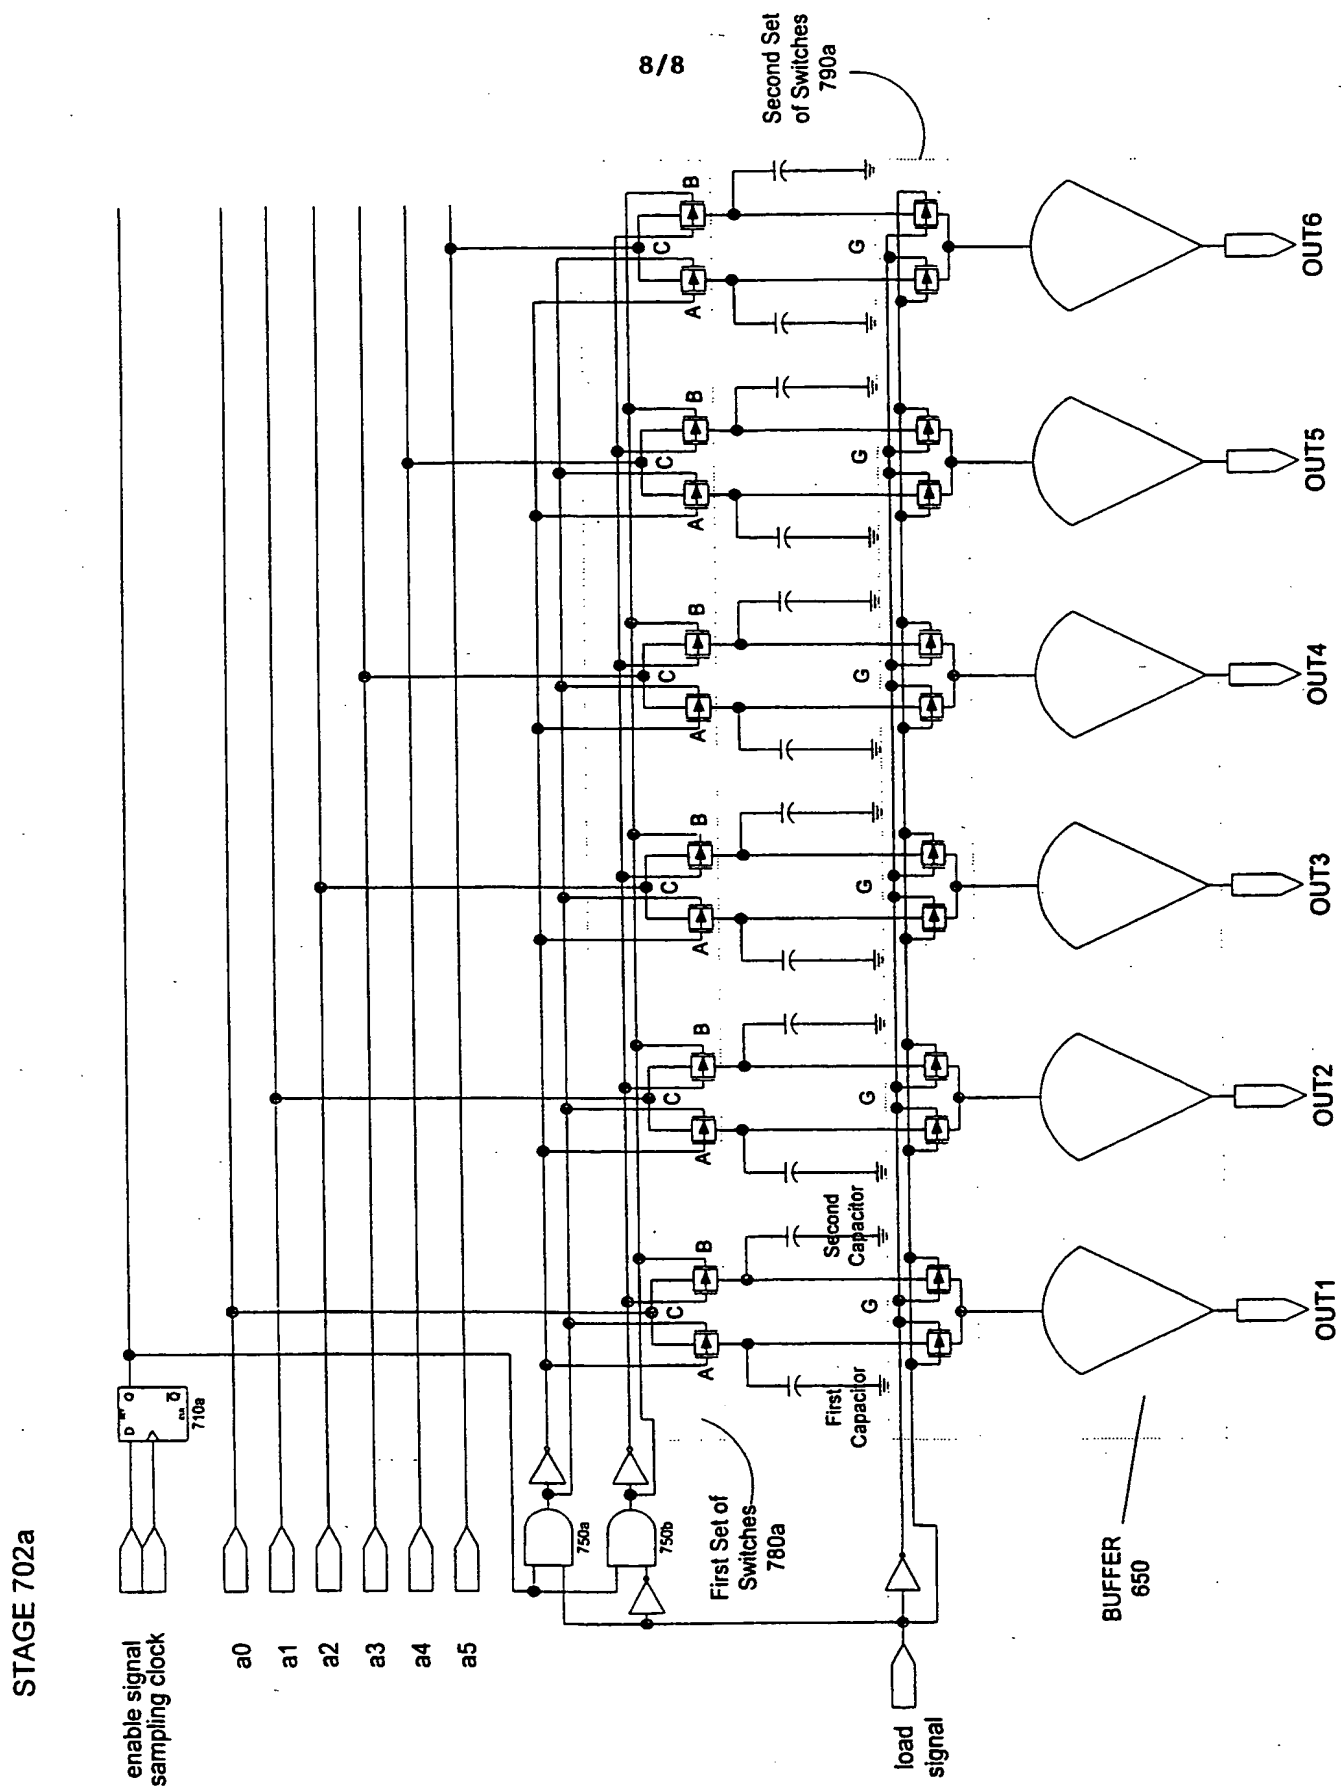 8/8
STAGE 702a
enable signal
sampling clock
D
Q
Q
710a
a0
a1
a2
a3
a4
a5
750a
750b
First Set of
Switches
780a
Second Set
of Switches
790a
A
C
B
A
C
B
A
C
B
A
C
B
A
C
B
A
C
B
First
Capacitor
Second
Capacitor
G
G
G
G
G
G
load
signal
BUFFER
650
OUT1
OUT2
OUT3
OUT4
OUT5
OUT6